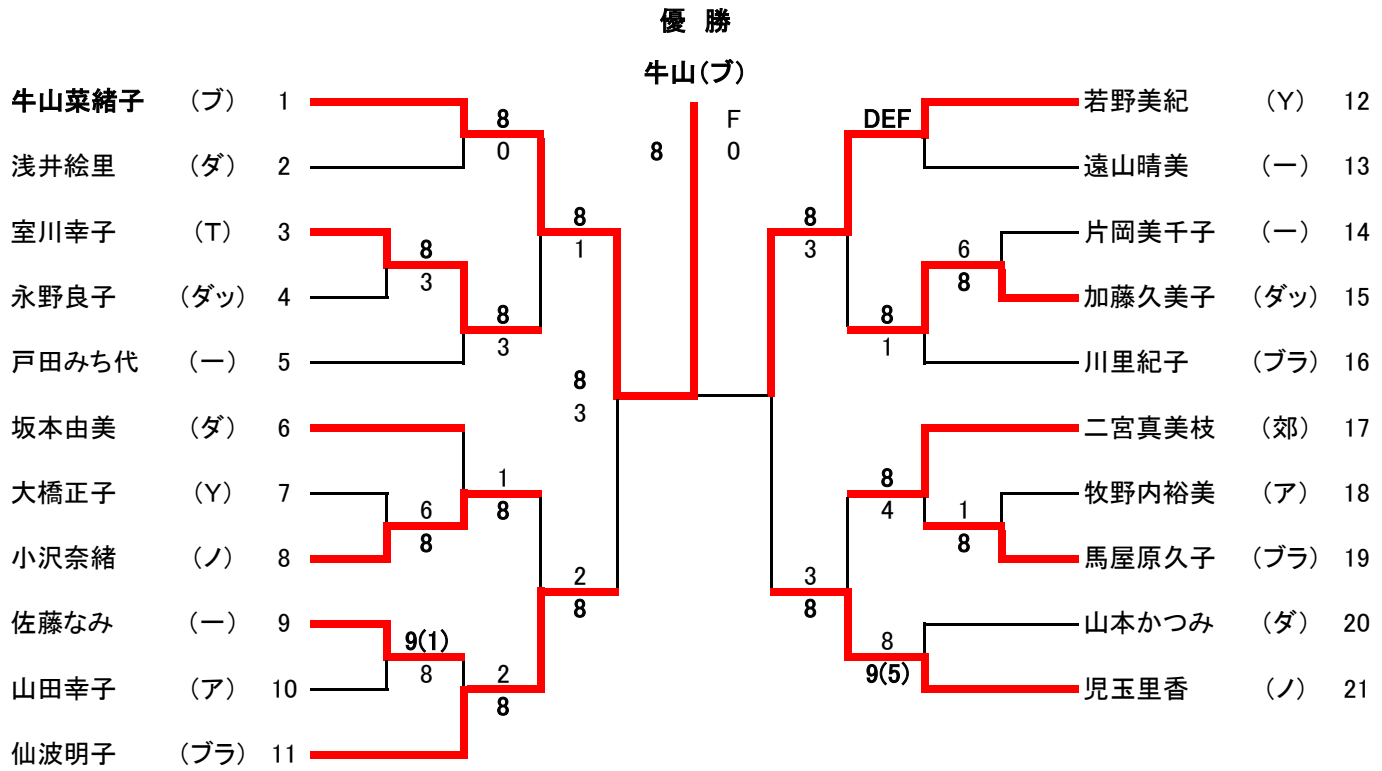 優 勝
牛山(ブ)
牛山菜緒子 (ブ) 1
浅井絵里 (ダ) 2
室川幸子 (T) 3
永野良子 (ダッ) 4
戸田みち代 (一) 5
坂本由美 (ダ) 6
大橋正子 (Y) 7
小沢奈緒 (ノ) 8
佐藤なみ (一) 9
山田幸子 (ア) 10
仙波明子 (ブラ) 11
8
3
6
8
9(1)
8
8
0
8
3
1
8
2
8
8
1
2
8
8
3
8
F
0
8
3
3
8
DEF
8
1
8
4
8
9(5)
6
8
1
8
若野美紀 (Y) 12
遠山晴美 (一) 13
片岡美千子 (一) 14
加藤久美子 (ダッ) 15
川里紀子 (ブラ) 16
二宮真美枝 (郊) 17
牧野内裕美 (ア) 18
馬屋原久子 (ブラ) 19
山本かつみ (ダ) 20
児玉里香 (ノ) 21